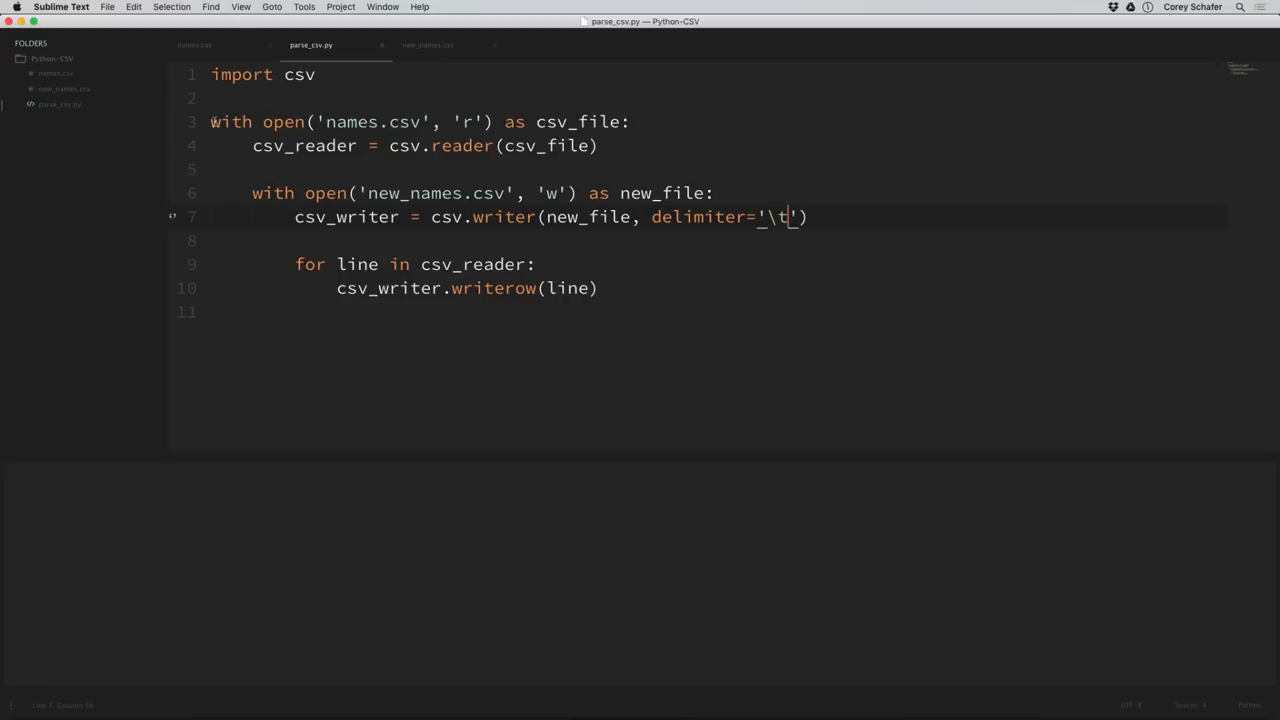 Sublime Text File Edit Selection Find View Goto Tools Project Window Help Corey Schafer
parse_csv.py — Python-CSV
FOLDERS
Python-CSV
names.csv
new_names.csv
parse_csv.py
names.csv parse_csv.py new_names.csv
1 import csv
2
3 with open('names.csv', 'r') as csv_file:
4 csv_reader = csv.reader(csv_file)
5
6 with open('new_names.csv', 'w') as new_file:
7 csv_writer = csv.writer(new_file, delimiter='\t')
8
9 for line in csv_reader:
10 csv_writer.writerow(line)
11
Line 7, Column 56 UTF-8 Spaces: 4 Python